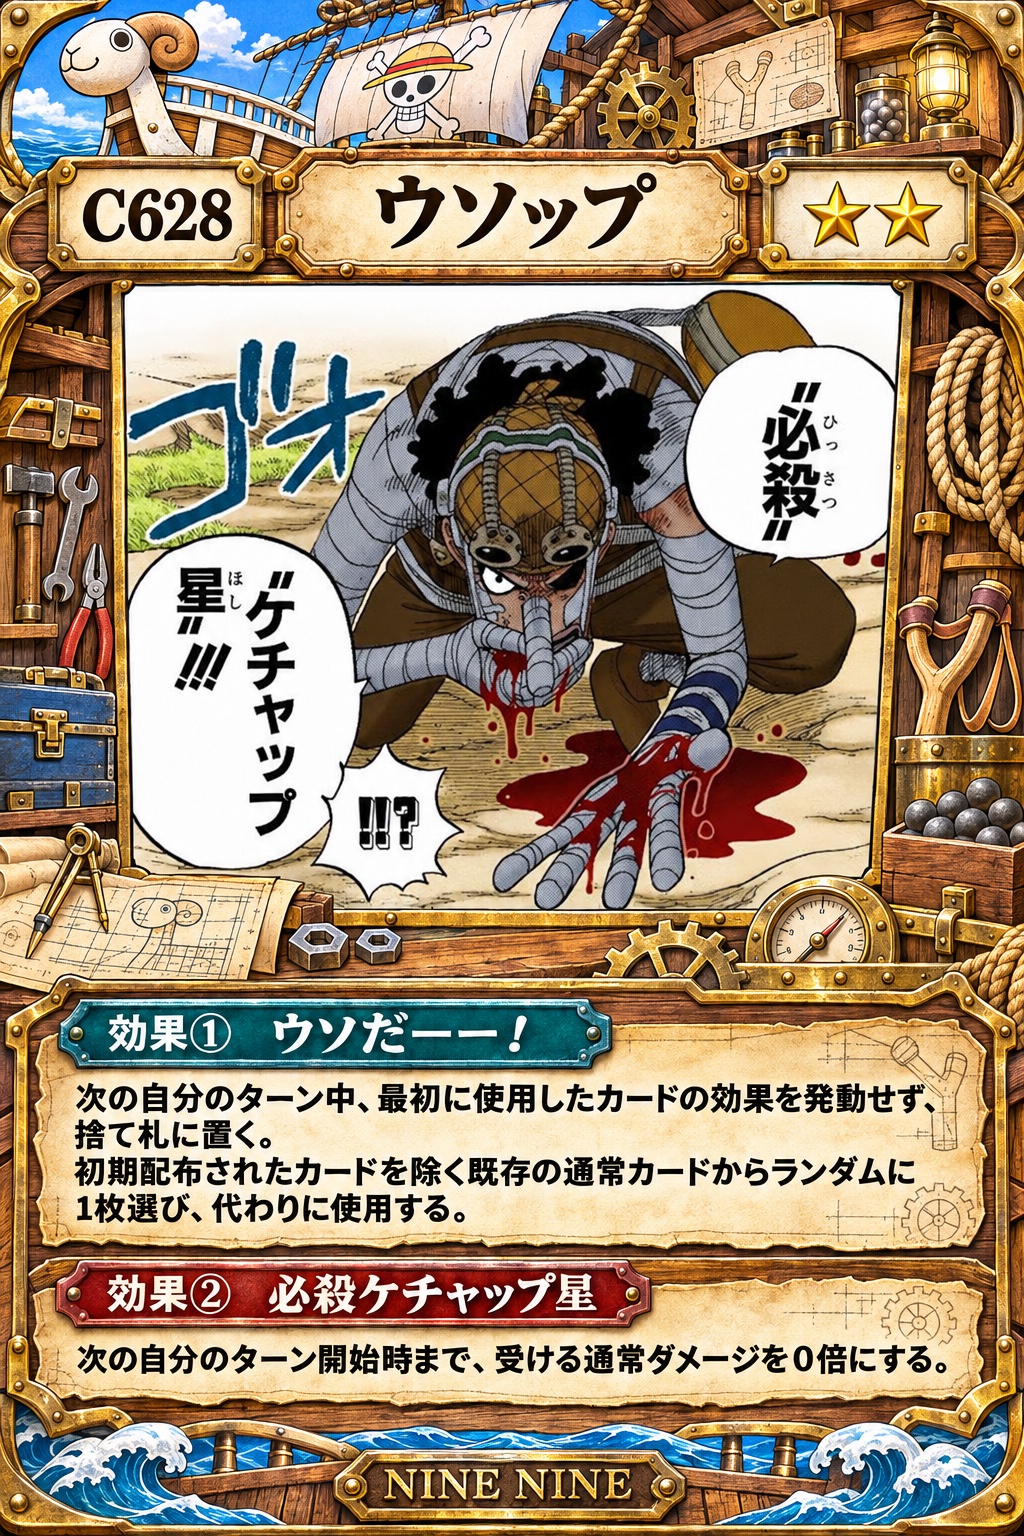 C628
ウソップ
ゴオ
"必殺"
ひっさつ
"ケチャップ
星"!!!
ほし
!!?
効果① ウソだーー！
次の自分のターン中、最初に使用したカードの効果を発動せず、
捨て札に置く。
初期配布されたカードを除く既存の通常カードからランダムに
1枚選び、代わりに使用する。
効果② 必殺ケチャップ星
次の自分のターン開始時まで、受ける通常ダメージを0倍にする。
NINE NINE